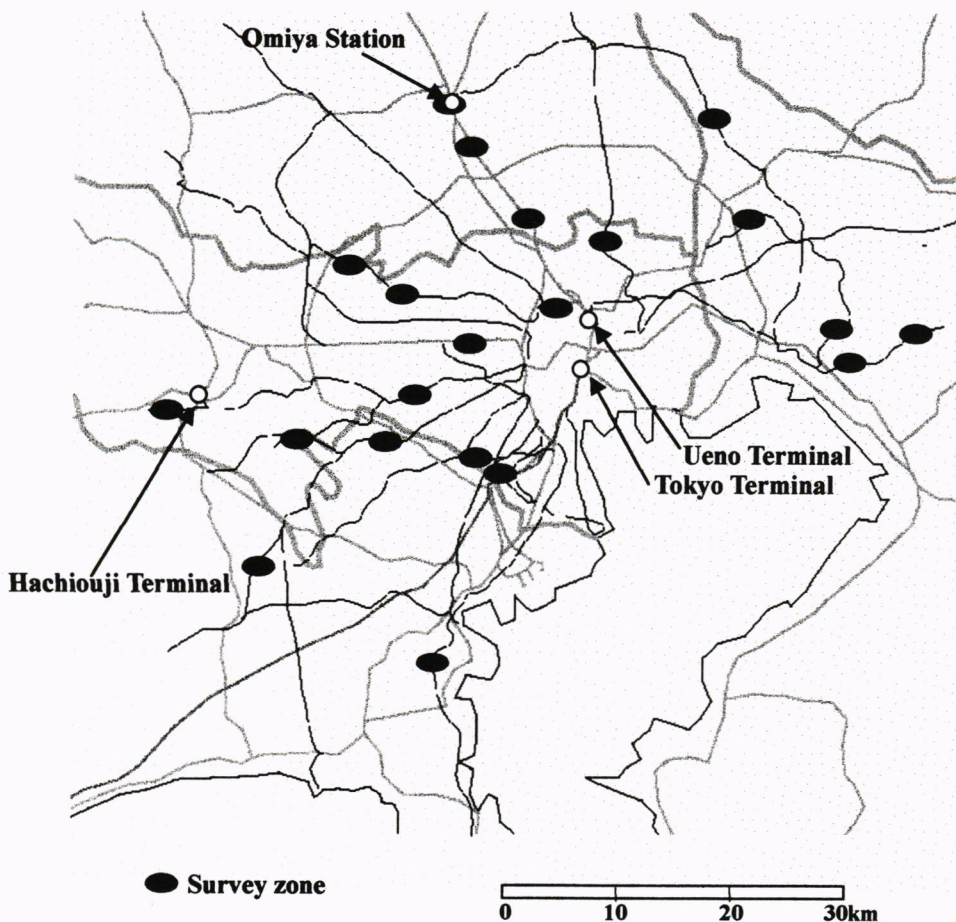 Omiya Station
Ueno Terminal
Tokyo Terminal
Hachiouji Terminal
Survey zone
0 10 20 30km